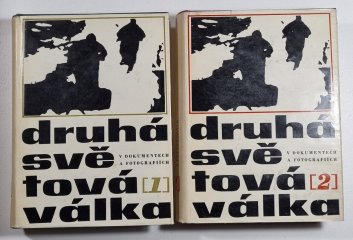 druhá
svě
v dokumentech
a fotografiích
tová [1]
válka
druhá
svě
v dokumentech
a fotografiích
tová [2]
válka